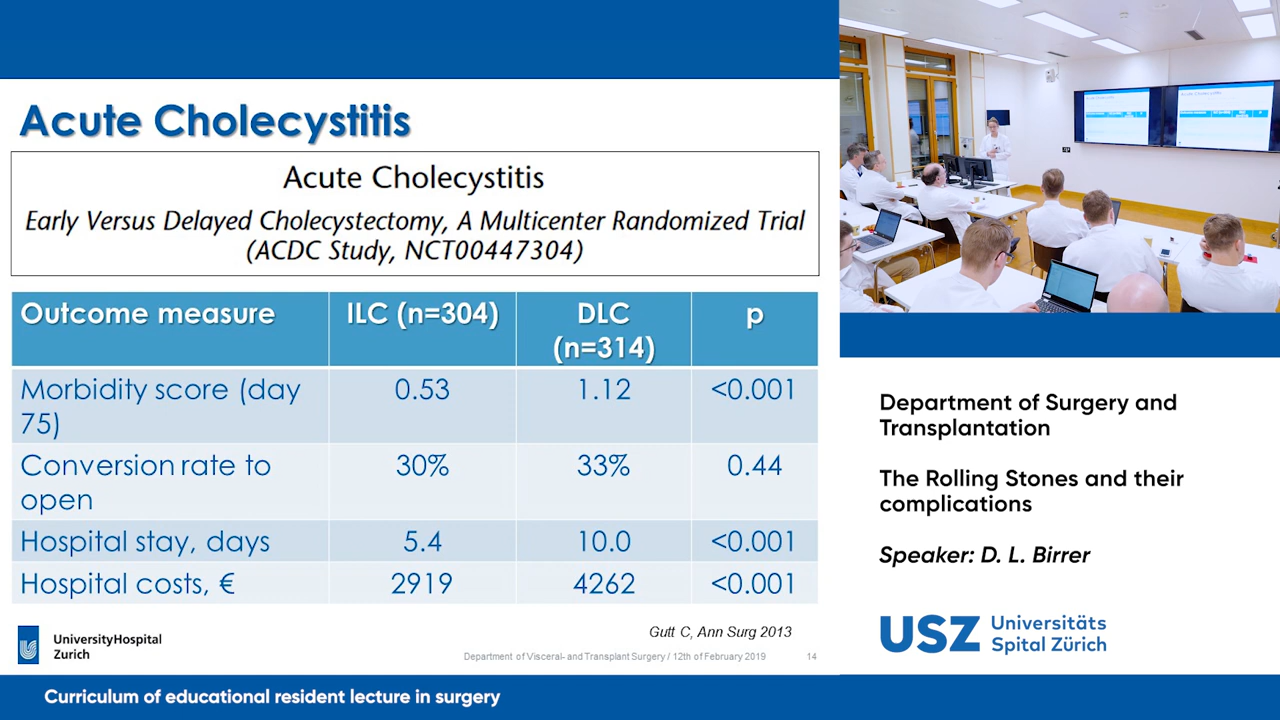 Acute Cholecystitis
Acute Cholecystitis
Early Versus Delayed Cholecystectomy, A Multicenter Randomized Trial
(ACDC Study, NCT00447304)
Outcome measure ILC (n=304) DLC (n=314) p
Morbidity score (day 75) 0.53 1.12 <0.001
Conversion rate to open 30% 33% 0.44
Hospital stay, days 5.4 10.0 <0.001
Hospital costs, € 2919 4262 <0.001
Gutt C, Ann Surg 2013
UniversityHospital
Zurich
Department of Visceral- and Transplant Surgery / 12th of February 2019 14
Department of Surgery and
Transplantation
The Rolling Stones and their
complications
Speaker: D. L. Birrer
USZ Universitäts
Spital Zürich
Curriculum of educational resident lecture in surgery